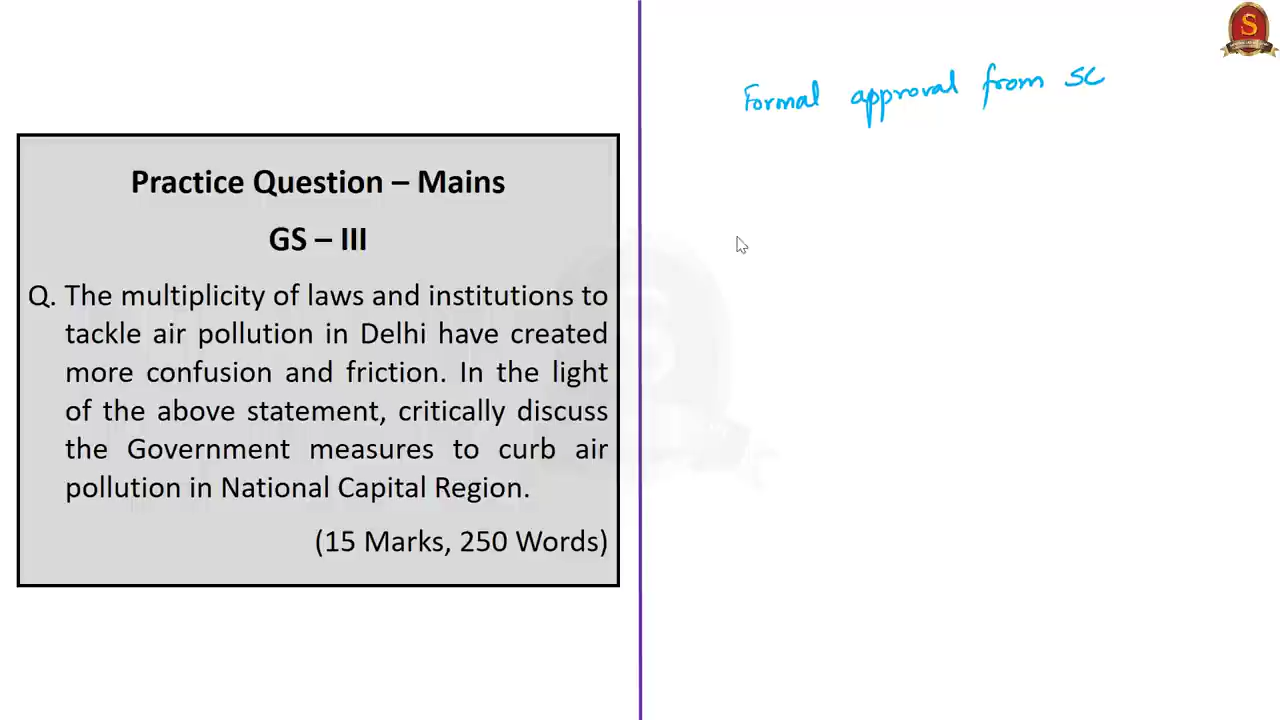 Practice Question – Mains
GS – III
Q. The multiplicity of laws and institutions to
tackle air pollution in Delhi have created
more confusion and friction. In the light
of the above statement, critically discuss
the Government measures to curb air
pollution in National Capital Region.
(15 Marks, 250 Words)
Formal approval from SC
S